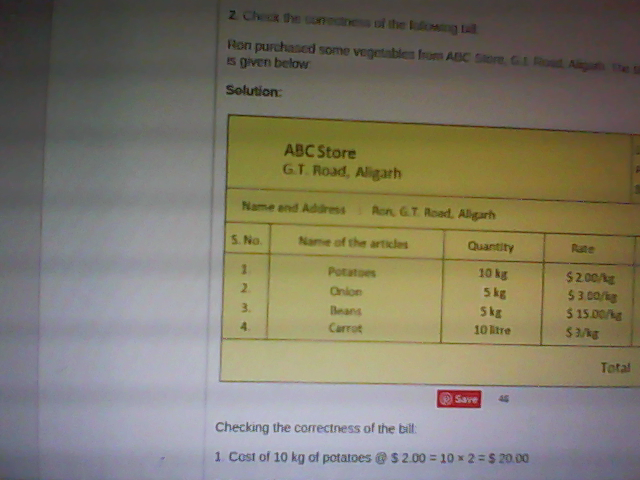 2. Check the correctness of the following bill:
Ron purchased some vegetables from ABC Store, G.T. Road, Aligarh. The
is given below:
Solution:
ABC Store
G.T. Road, Aligarh
Name and Address : Ron, G.T. Road, Aligarh
S. No. Name of the articles Quantity Rate
1. Potatoes 10 kg $ 2.00/kg
2. Onion 5 kg $ 3.00/kg
3. Beans 5 kg $ 15.00/kg
4. Carrot 10 litre $ 3/kg
Total
Save 46
Checking the correctness of the bill:
1. Cost of 10 kg of potatoes @ $ 2.00 = 10 × 2 = $ 20.00